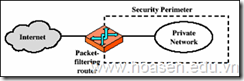 Security Perimeter
Internet
Packet-
filtering
router
Private
Network
www.hoasen.edu.vn